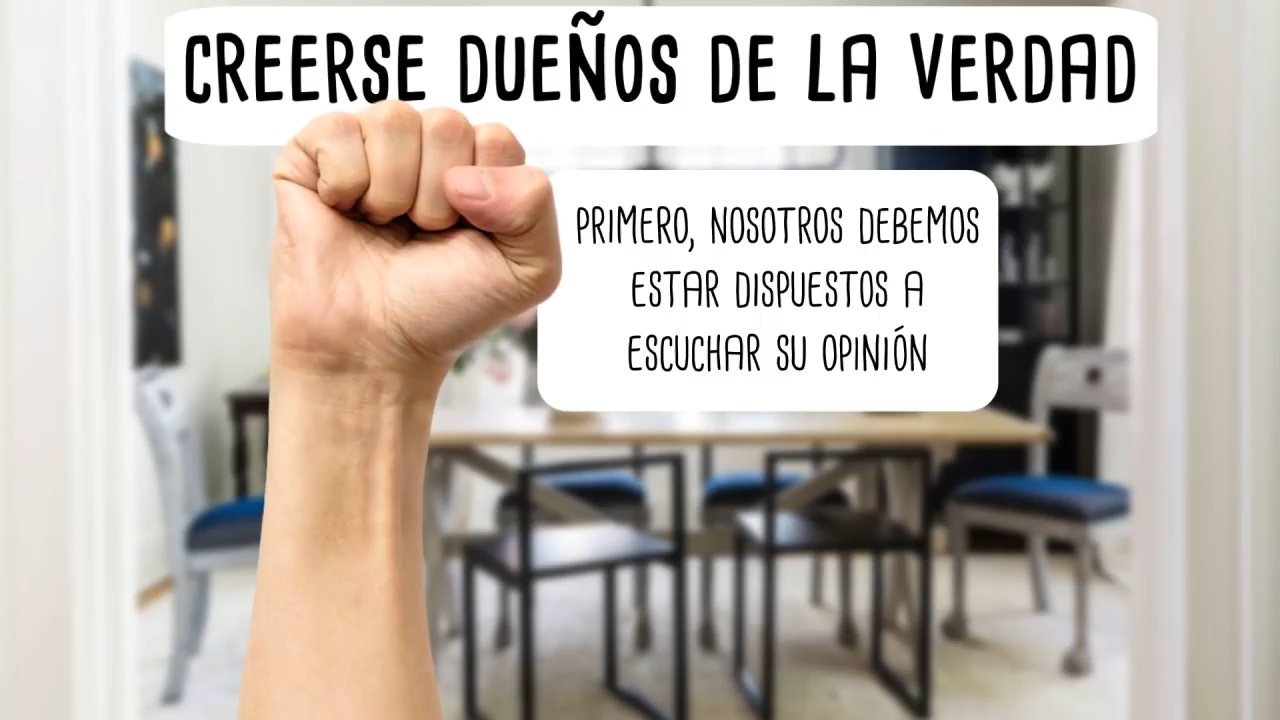 CREERSE DUEÑOS DE LA VERDAD
PRIMERO, NOSOTROS DEBEMOS
ESTAR DISPUESTOS A
ESCUCHAR SU OPINIÓN